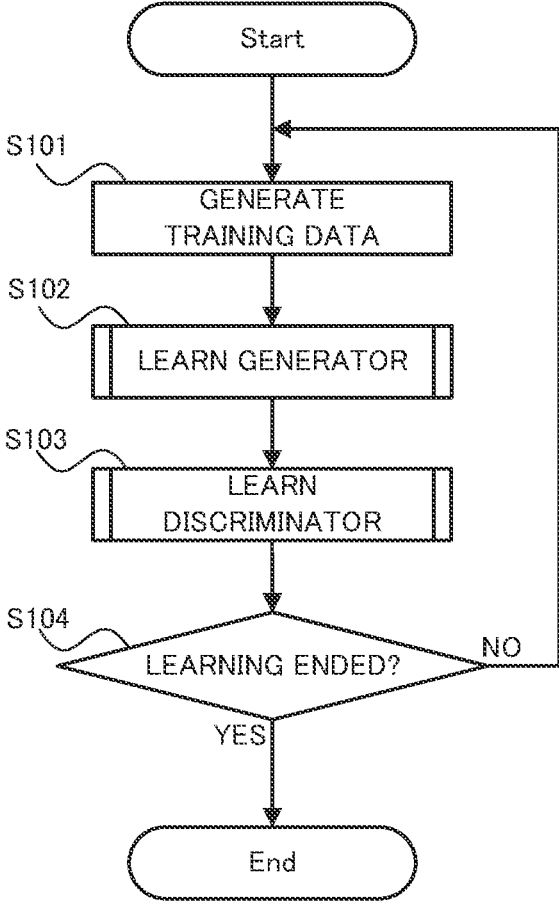 Start
S101
GENERATE
TRAINING DATA
S102
LEARN GENERATOR
S103
LEARN
DISCRIMINATOR
S104
LEARNING ENDED?
NO
YES
End